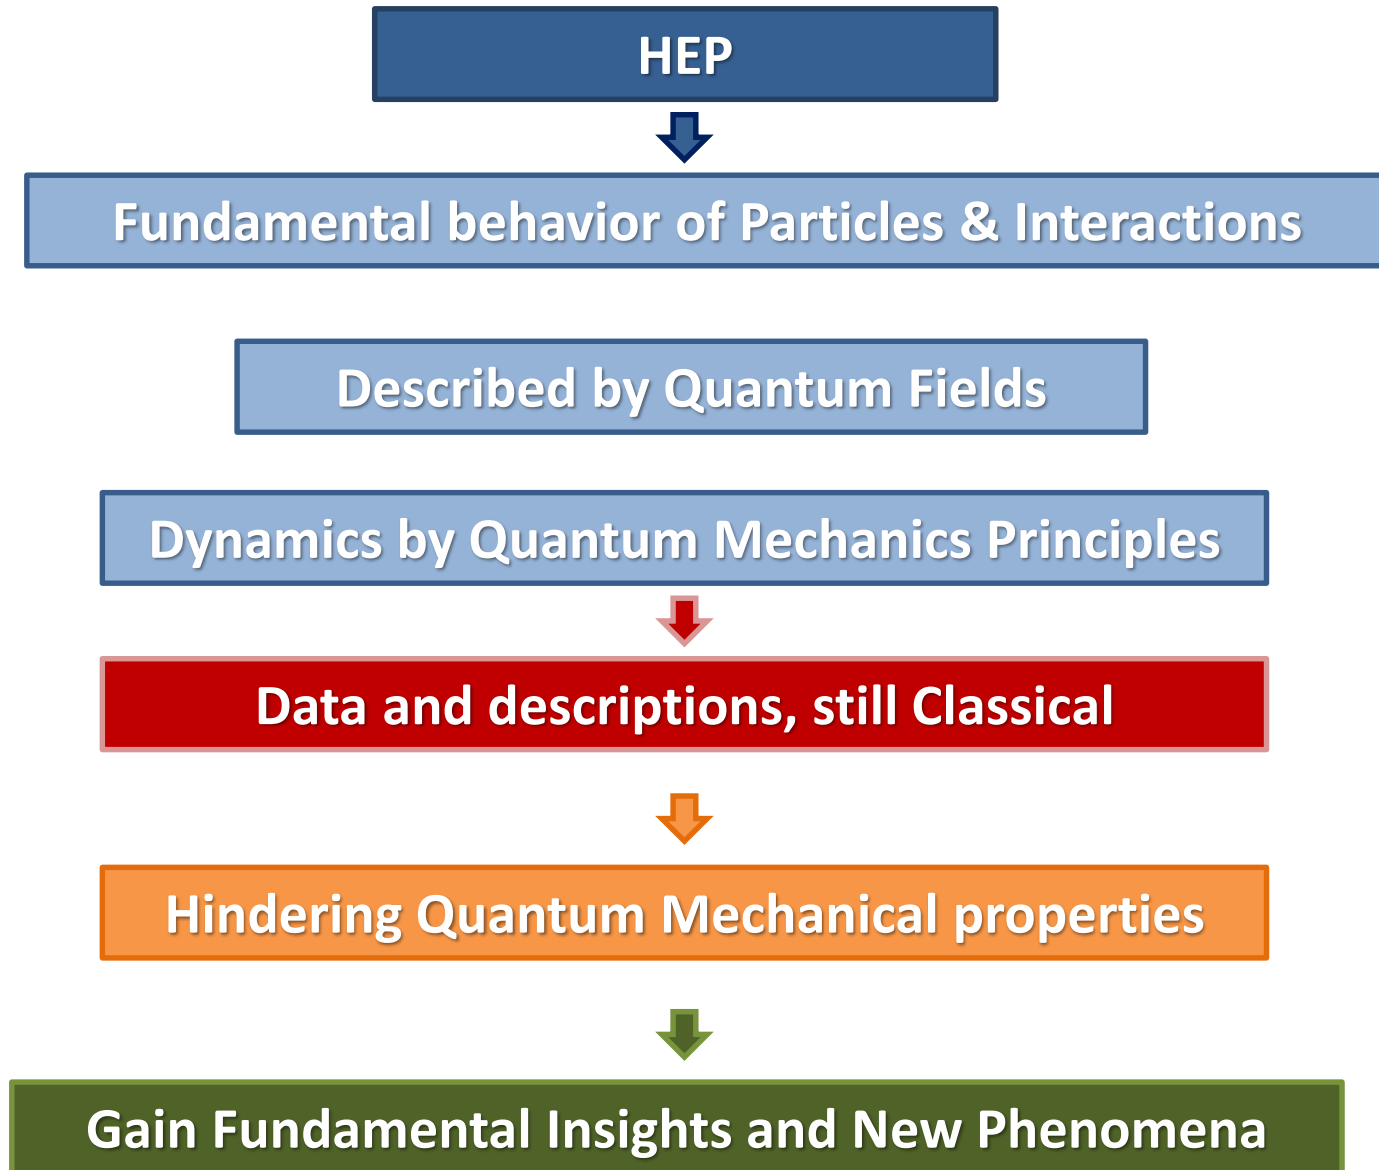 HEP
Fundamental behavior of Particles & Interactions
Described by Quantum Fields
Dynamics by Quantum Mechanics Principles
Data and descriptions, still Classical
Hindering Quantum Mechanical properties
Gain Fundamental Insights and New Phenomena